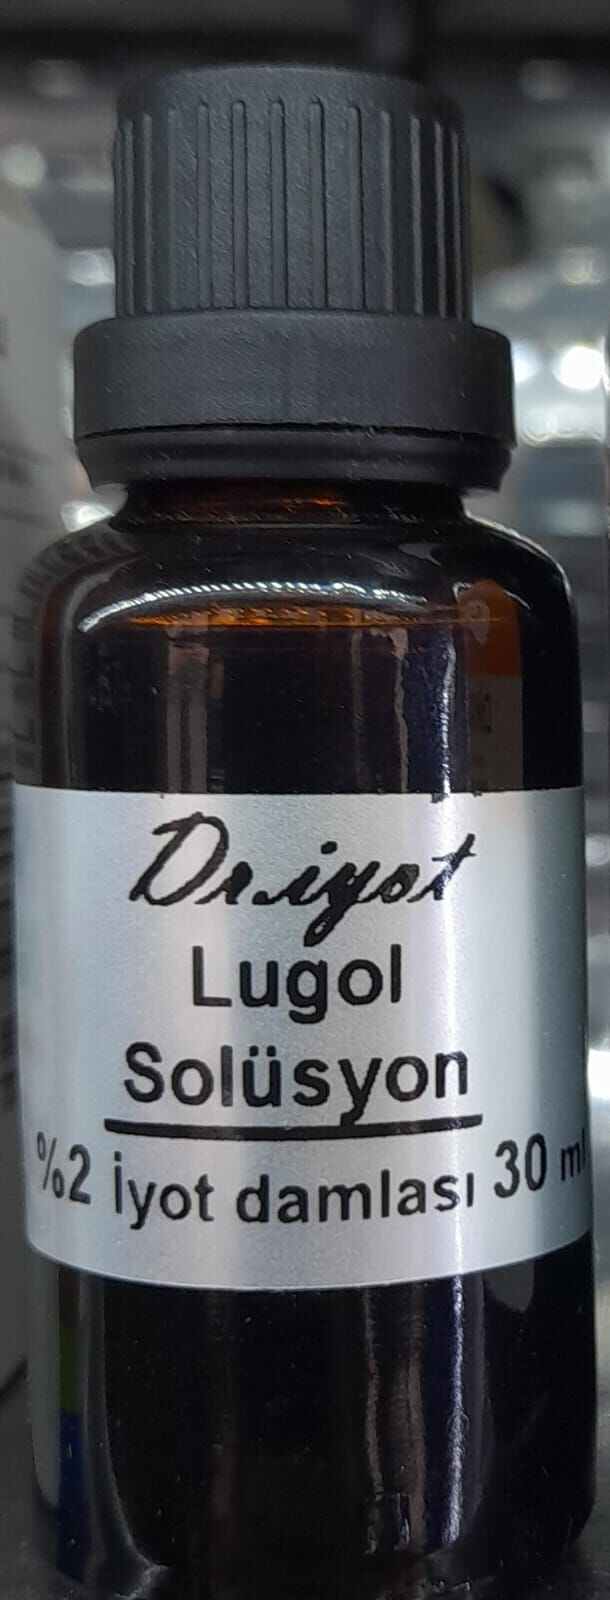 Dr.iyot
Lugol
Solüsyon
%2 İyot damlası 30 ml